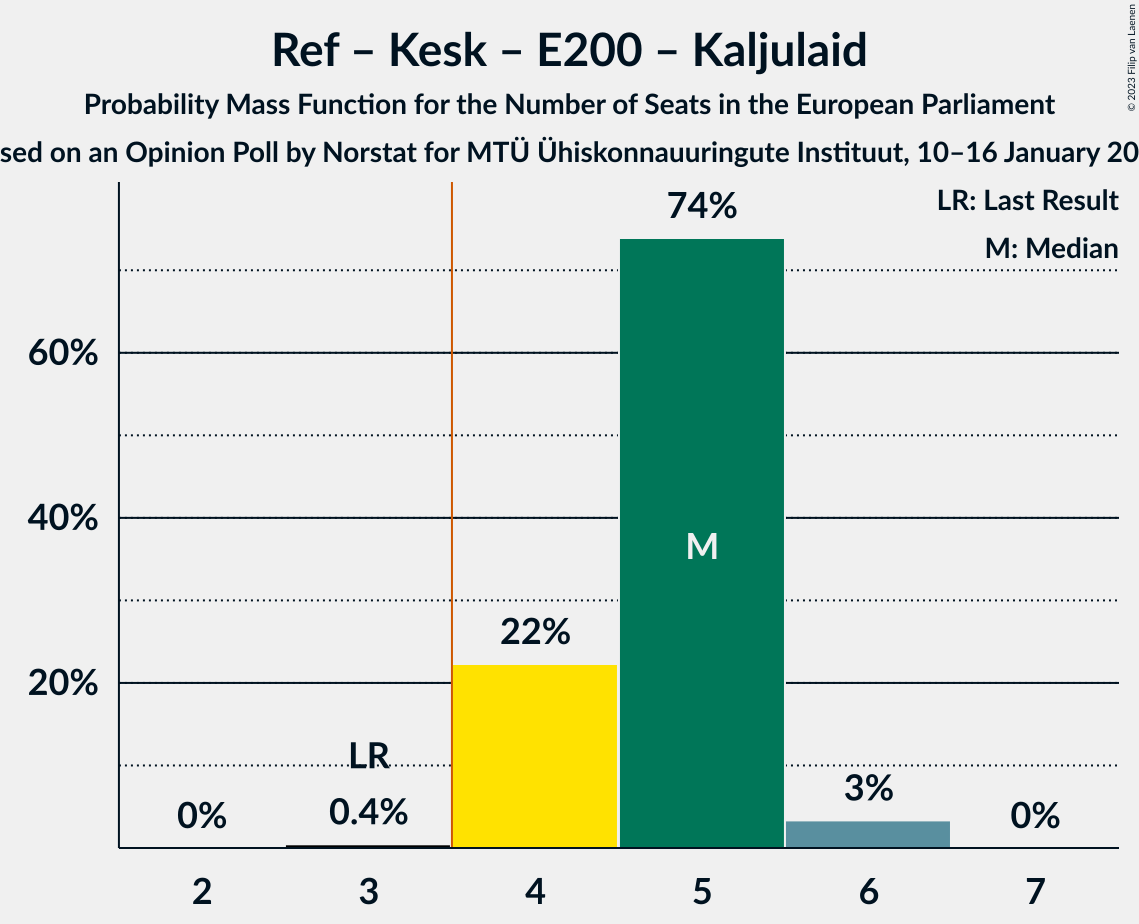 Ref – Kesk – E200 – Kaljulaid
Probability Mass Function for the Number of Seats in the European Parliament
sed on an Opinion Poll by Norstat for MTÜ Ühiskonnauuringute Instituut, 10–16 January 20
© 2023 Filip van Laenen
LR: Last Result
M: Median
74%
60%
M
40%
22%
20%
LR
0%
0.4%
3%
0%
2
3
4
5
6
7